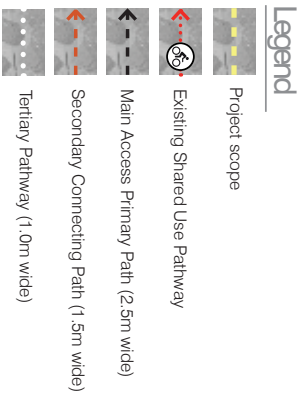 Legend
Project scope
Existing Shared Use Pathway
Main Access Primary Path (2.5m wide)
Secondary Connecting Path (1.5m wide)
Tertiary Pathway (1.0m wide)